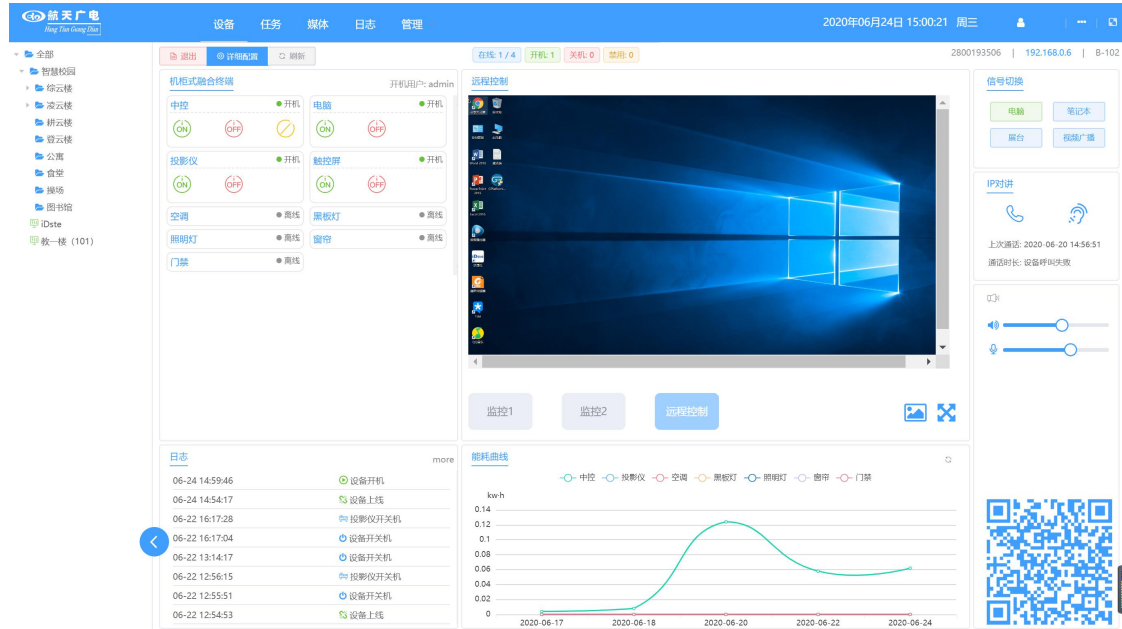 航天广电
Hang Tian Guang Dian
设备 任务 媒体 日志 管理
2020年06月24日 15:00:21 周三
全部
智慧校园
综云楼
凌云楼
耕云楼
登云楼
公寓
食堂
操场
图书馆
iDste
教一楼（101）
退出 详细配置 刷新
在线: 1 / 4 开机: 1 关机: 0 禁用: 0
2800193506 | 192.168.0.6 | B-102
机柜式融合终端 开机用户: admin
中控 开机 电脑 开机
ON OFF ON OFF
投影仪 开机 触控屏 开机
ON OFF ON OFF
空调 离线 黑板灯 离线
照明灯 离线 窗帘 离线
门禁 离线
远程控制
监控1 监控2 远程控制
信号切换
电脑 笔记本
展台 视频广播
IP对讲
上次通话: 2020-06-20 14:56:51
通话时长: 设备呼叫失败
日志 more
06-24 14:59:46 设备开机
06-24 14:54:17 设备上线
06-22 16:17:28 投影仪开关机
06-22 16:17:04 设备开关机
06-22 13:14:17 设备开关机
06-22 12:56:15 投影仪开关机
06-22 12:55:51 设备开关机
06-22 12:54:53 设备上线
能耗曲线
中控 投影仪 空调 黑板灯 照明灯 窗帘 门禁
kw·h
0.14
0.12
0.1
0.08
0.06
0.04
0.02
0
2020-06-17 2020-06-18 2020-06-20 2020-06-22 2020-06-24